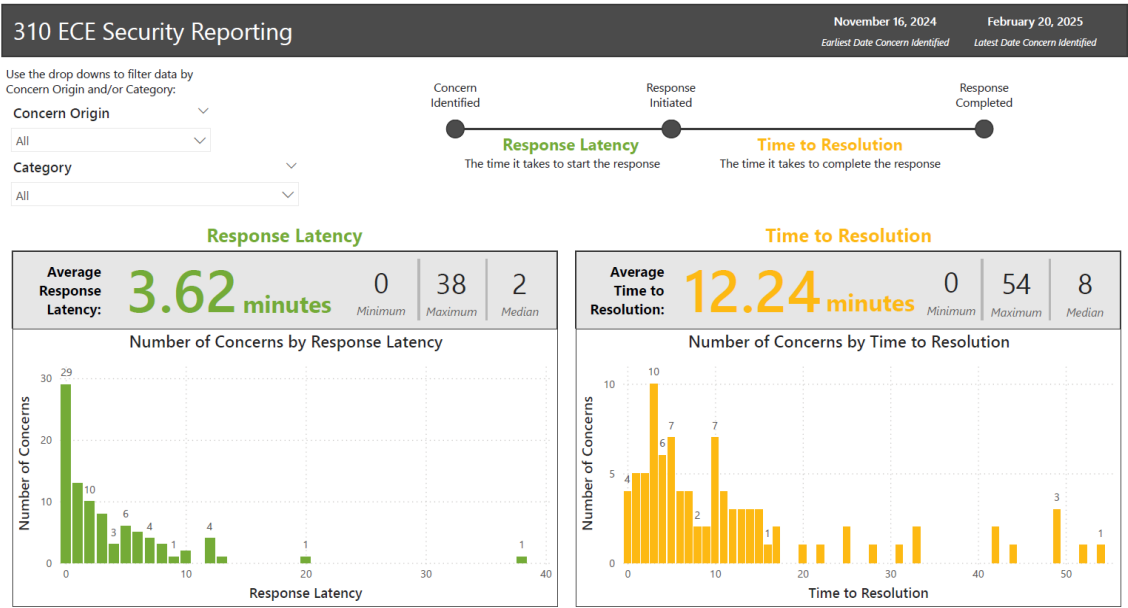 310 ECE Security Reporting
November 16, 2024
Earliest Date Concern Identified
February 20, 2025
Latest Date Concern Identified
Use the drop downs to filter data by
Concern Origin and/or Category:
Concern Origin
All
Category
All
Concern
Identified
Response
Initiated
Response
Completed
Response Latency
The time it takes to start the response
Time to Resolution
The time it takes to complete the response
Response Latency
Average
Response
Latency:
3.62 minutes
0
Minimum
38
Maximum
2
Median
Number of Concerns by Response Latency
Number of Concerns
30
20
10
0
29
10
3
6
4
1
4
1
1
0
10
20
30
40
Response Latency
Time to Resolution
Average
Time to
Resolution:
12.24 minutes
0
Minimum
54
Maximum
8
Median
Number of Concerns by Time to Resolution
Number of Concerns
10
5
0
4
10
6
7
2
7
1
3
1
0
10
20
30
40
50
Time to Resolution